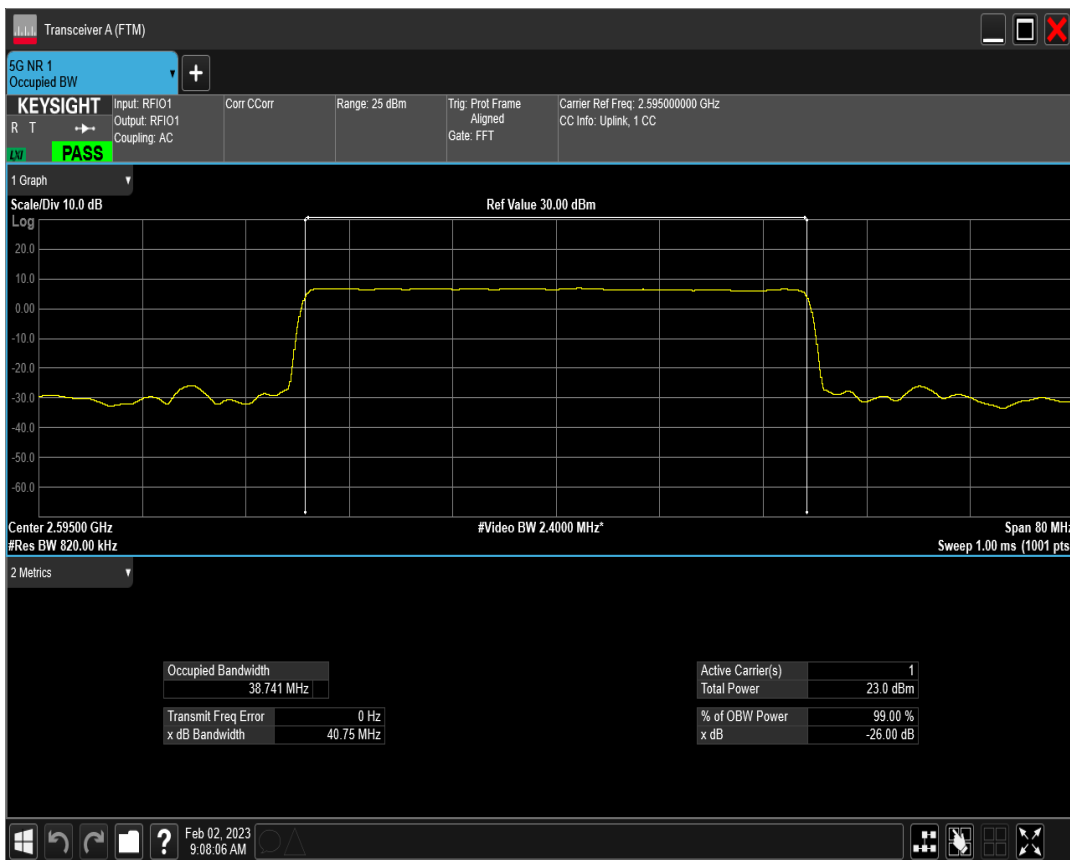 Transceiver A (FTM)
5G NR 1
Occupied BW
+
KEYSIGHT
R T
LXI
PASS
Input: RFIO1
Output: RFIO1
Coupling: AC
Corr CCorr
Range: 25 dBm
Trig: Prot Frame
Aligned
Gate: FFT
Carrier Ref Freq: 2.595000000 GHz
CC Info: Uplink, 1 CC
1 Graph
Scale/Div 10.0 dB
Ref Value 30.00 dBm
Log
20.0
10.0
0.00
-10.0
-20.0
-30.0
-40.0
-50.0
-60.0
Center 2.59500 GHz
#Video BW 2.4000 MHz*
Span 80 MHz
#Res BW 820.00 kHz
Sweep 1.00 ms (1001 pts
2 Metrics
Occupied Bandwidth
38.741 MHz
Transmit Freq Error 0 Hz
x dB Bandwidth 40.75 MHz
Active Carrier(s) 1
Total Power 23.0 dBm
% of OBW Power 99.00 %
x dB -26.00 dB
?
Feb 02, 2023
9:08:06 AM